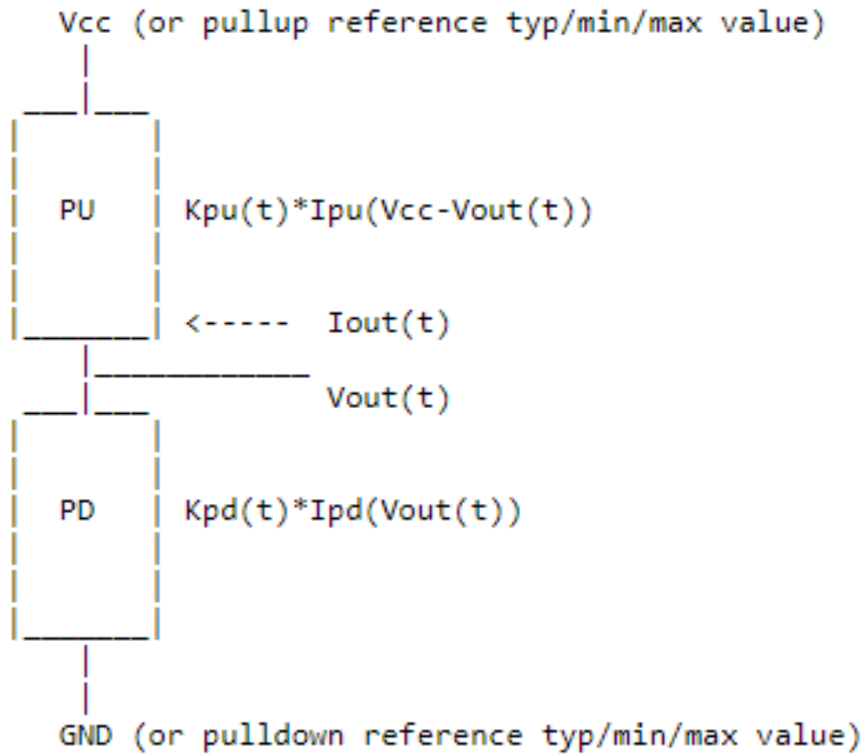 Vcc (or pullup reference typ/min/max value)
PU Kpu(t)*Ipu(Vcc-Vout(t))
<----- Iout(t)
Vout(t)
PD Kpd(t)*Ipd(Vout(t))
GND (or pulldown reference typ/min/max value)